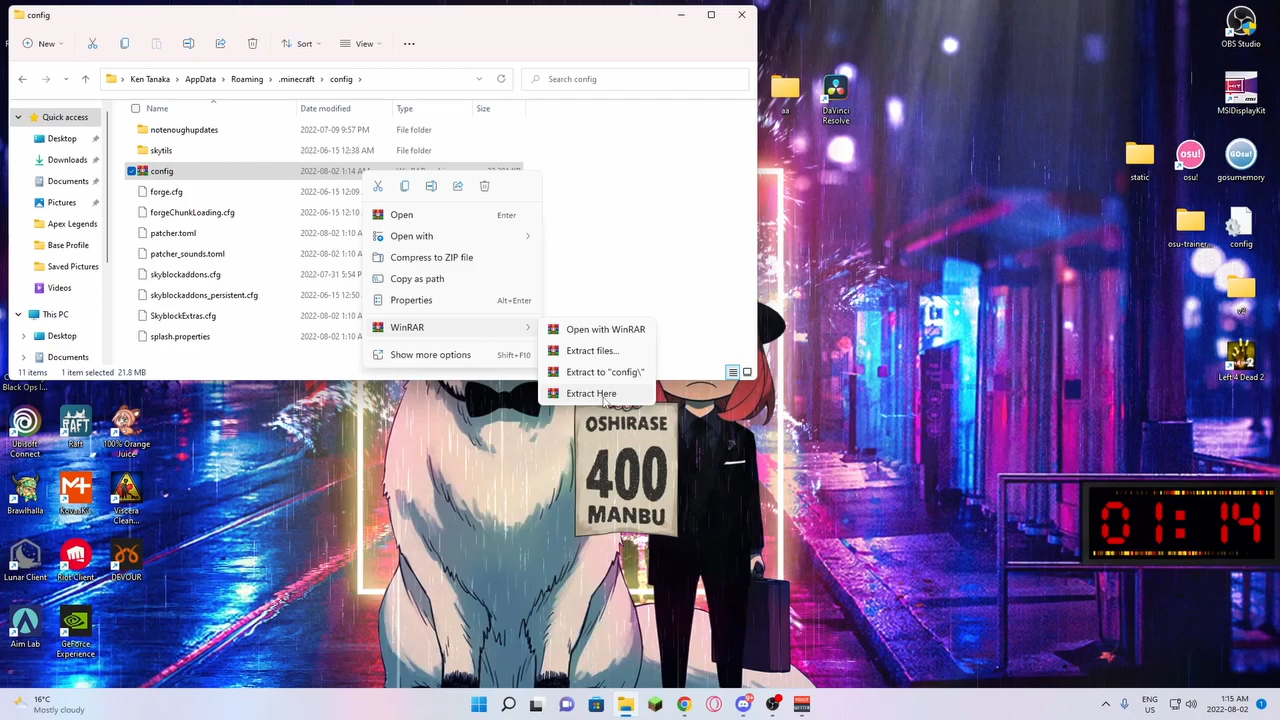 config
New
Sort
View
Ken Tanaka > AppData > Roaming > .minecraft > config >
Search config
Quick access
Desktop
Downloads
Documents
Pictures
Apex Legends
Base Profile
Saved Pictures
Videos
This PC
Desktop
Documents
Name Date modified Type Size
notenoughupdates 2022-07-09 9:57 PM File folder
skytils 2022-06-15 12:38 AM File folder
config 2022-08-02 1:14 AM
forge.cfg 2022-06-15 12:09
forgeChunkLoading.cfg 2022-06-15 12:10
patcher.toml 2022-08-02 1:10 A
patcher_sounds.toml 2022-08-02 1:10 A
skyblockaddons.cfg 2022-07-31 5:54 P
skyblockaddons_persistent.cfg 2022-06-15 12:50
SkyblockExtras.cfg 2022-08-02 1:10 A
splash.properties 2022-08-02 1:10 A
11 items 1 item selected 21.8 MB
Open Enter
Open with
Compress to ZIP file
Copy as path
Properties Alt+Enter
WinRAR
Show more options Shift+F10
Open with WinRAR
Extract files...
Extract to "config\"
Extract Here
aa
DaVinci
Resolve
OBS Studio
MSIDisplayKit
static
osu!
osu!
GOsu!
gosumemory
osu-trainer...
config
v2
Left 4 Dead 2
Black Ops I...
Ubisoft
Connect
RAFT
Raft
100% Orange
Juice
Brawlhalla
KovaaK's
Viscera
Clean...
Lunar Client
Riot Client
DEVOUR
Aim Lab
GeForce
Experience
OSHIRASE
400
MANBU
01:14
16°C
Mostly cloudy
9+
ENG
US
1:15 AM
2022-08-02
1